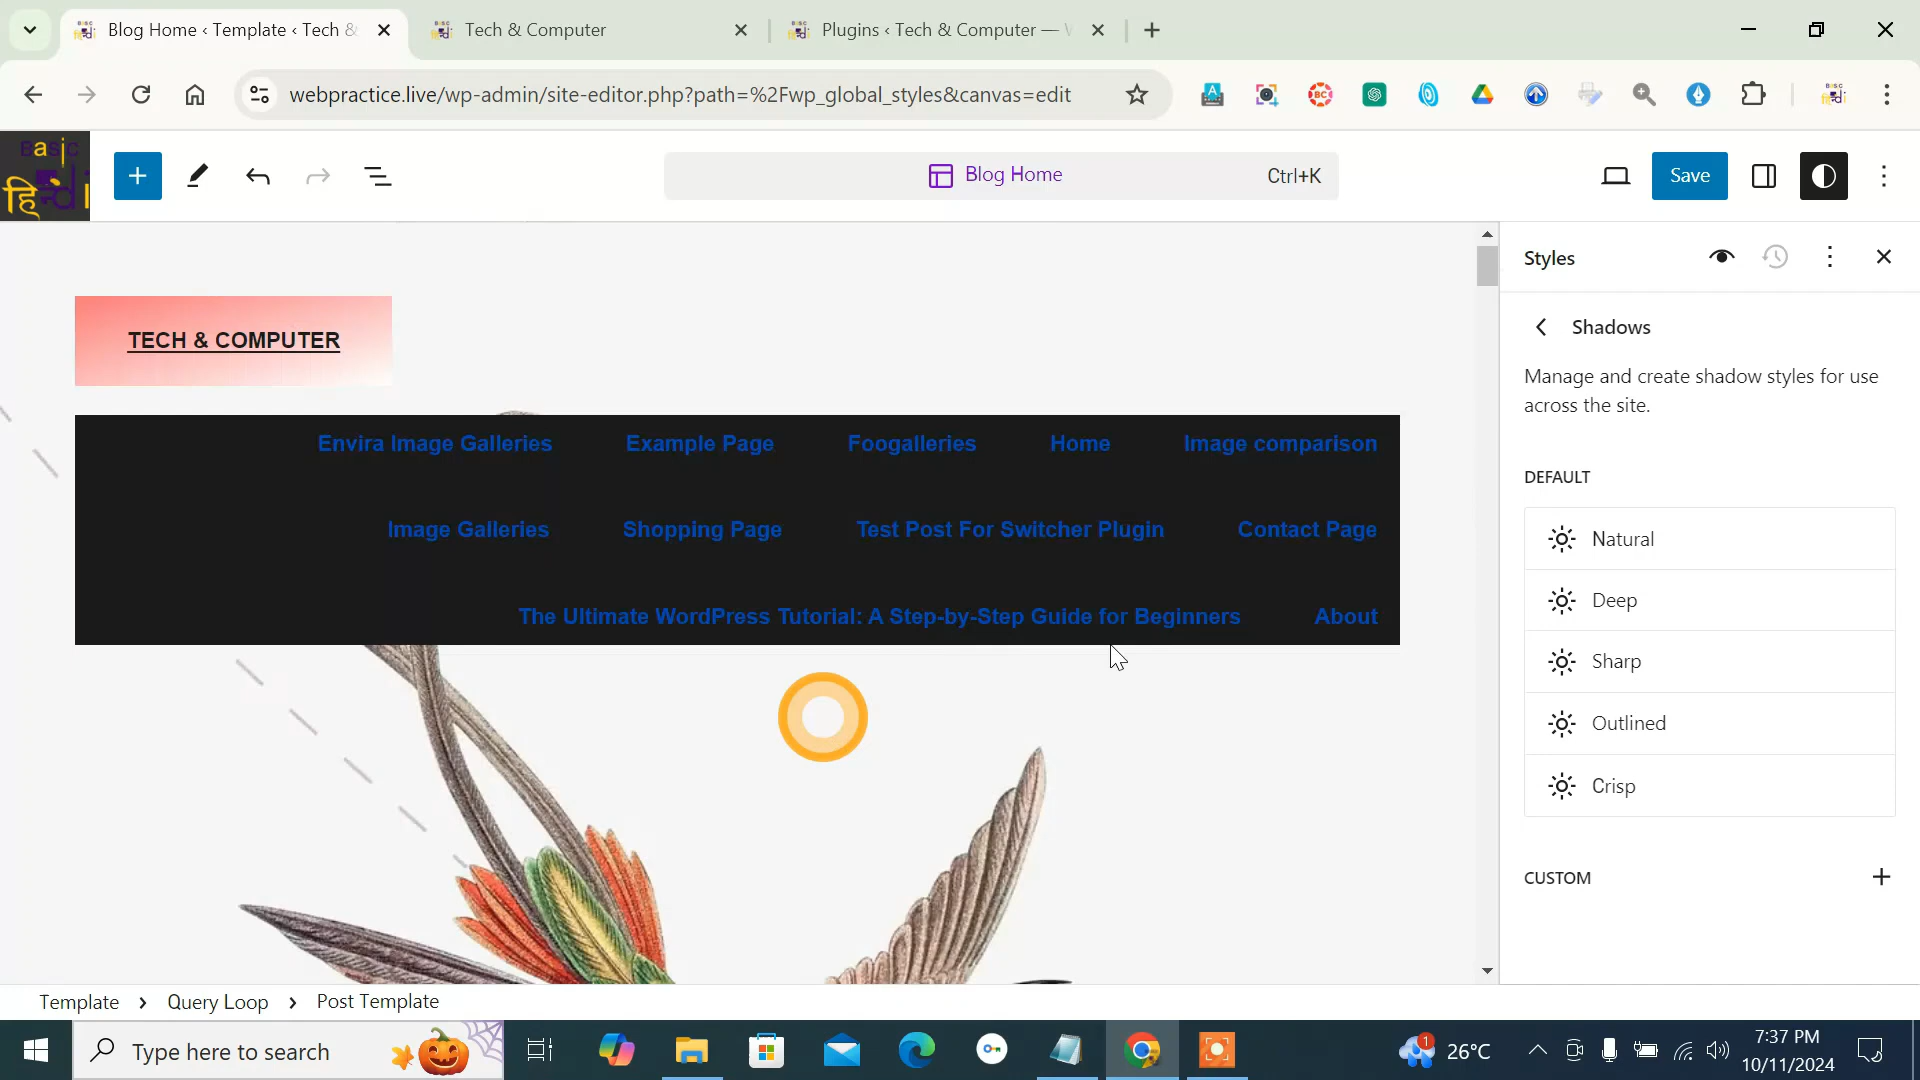 Blog Home ‹ Template ‹ Tech &
Tech & Computer
Plugins ‹ Tech & Computer —
webpractice.live/wp-admin/site-editor.php?path=%2Fwp_global_styles&canvas=edit
Basic
हिन्दी
Blog Home
Ctrl+K
Save
TECH & COMPUTER
Envira Image Galleries
Example Page
Foogalleries
Home
Image comparison
Image Galleries
Shopping Page
Test Post For Switcher Plugin
Contact Page
The Ultimate WordPress Tutorial: A Step-by-Step Guide for Beginners
About
Styles
Shadows
Manage and create shadow styles for use
across the site.
DEFAULT
Natural
Deep
Sharp
Outlined
Crisp
CUSTOM
Template › Query Loop › Post Template
Type here to search
1
26°C
7:37 PM
10/11/2024